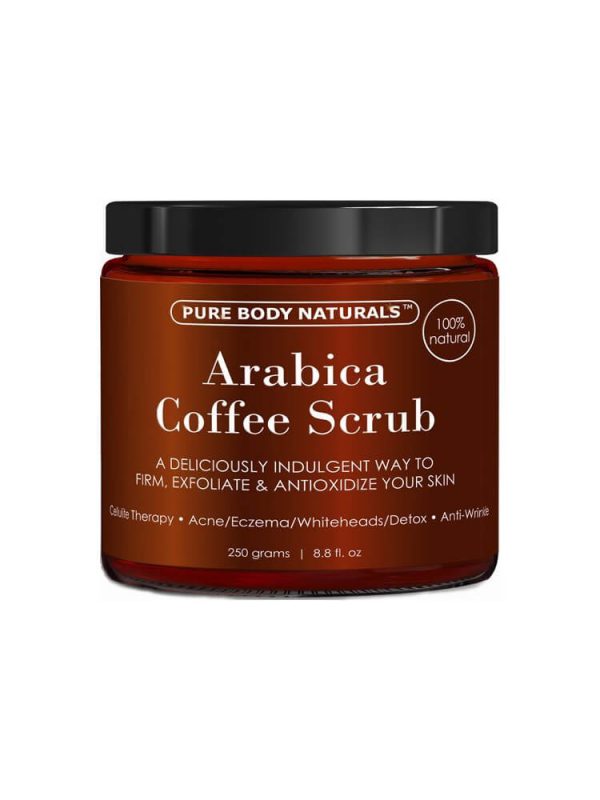 PURE BODY NATURALS™
100%
natural
Arabica
Coffee Scrub
A DELICIOUSLY INDULGENT WAY TO
FIRM, EXFOLIATE & ANTIOXIDIZE YOUR SKIN
Cellulite Therapy • Acne/Eczema/Whiteheads/Detox • Anti-Wrinkle
250 grams | 8.8 fl. oz